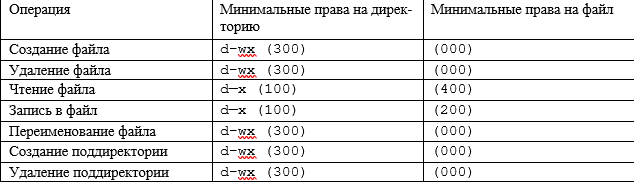 Операция Минимальные права на дирек- Минимальные права на файл
торию
Создание файла d-wx (300) (000)
Удаление файла d-wx (300) (000)
Чтение файла d—x (100) (400)
Запись в файл d—x (100) (200)
Переименование файла d-wx (300) (000)
Создание поддиректории d-wx (300) (000)
Удаление поддиректории d-wx (300) (000)